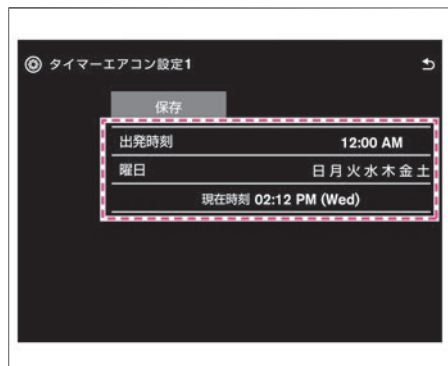 タイマーエアコン設定1
保存
出発時刻 12:00 AM
曜日 日月火水木金土
現在時刻 02:12 PM (Wed)